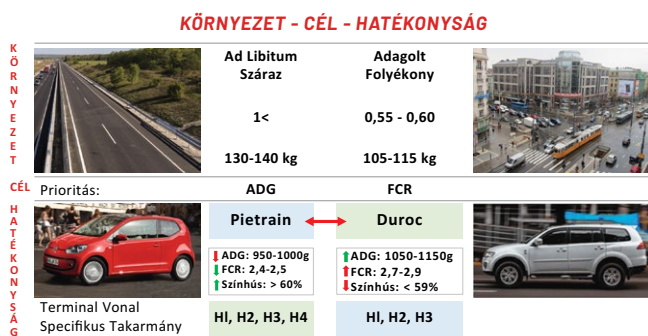 KÖRNYEZET - CÉL - HATÉKONYSÁG
KÖRNYEZET
Ad Libitum
Száraz
Adagolt
Folyékony
1<
0,55 - 0,60
130-140 kg
105-115 kg
CÉL
Prioritás:
ADG
FCR
HATÉKONYSÁG
Pietrain
Duroc
ADG: 950-1000g
FCR: 2,4-2,5
Színhús: > 60%
ADG: 1050-1150g
FCR: 2,7-2,9
Színhús: < 59%
Terminal Vonal
Specifikus Takarmány
Hl, H2, H3, H4
Hl, H2, H3